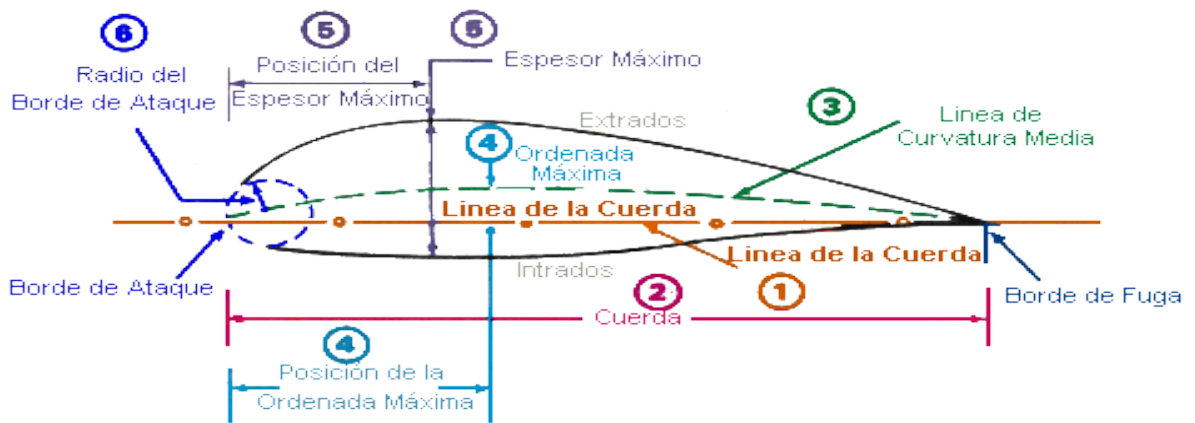 6
5
5
Radio del
Borde de Ataque
Posición del
Espesor Máximo
Espesor Máximo
3
Linea de
Curvatura Media
Extrados
4
Ordenada
Máxima
Linea de la Cuerda
Linea de la Cuerda
Intrados
Borde de Ataque
2
1
Borde de Fuga
Cuerda
4
Posición de la
Ordenada Máxima